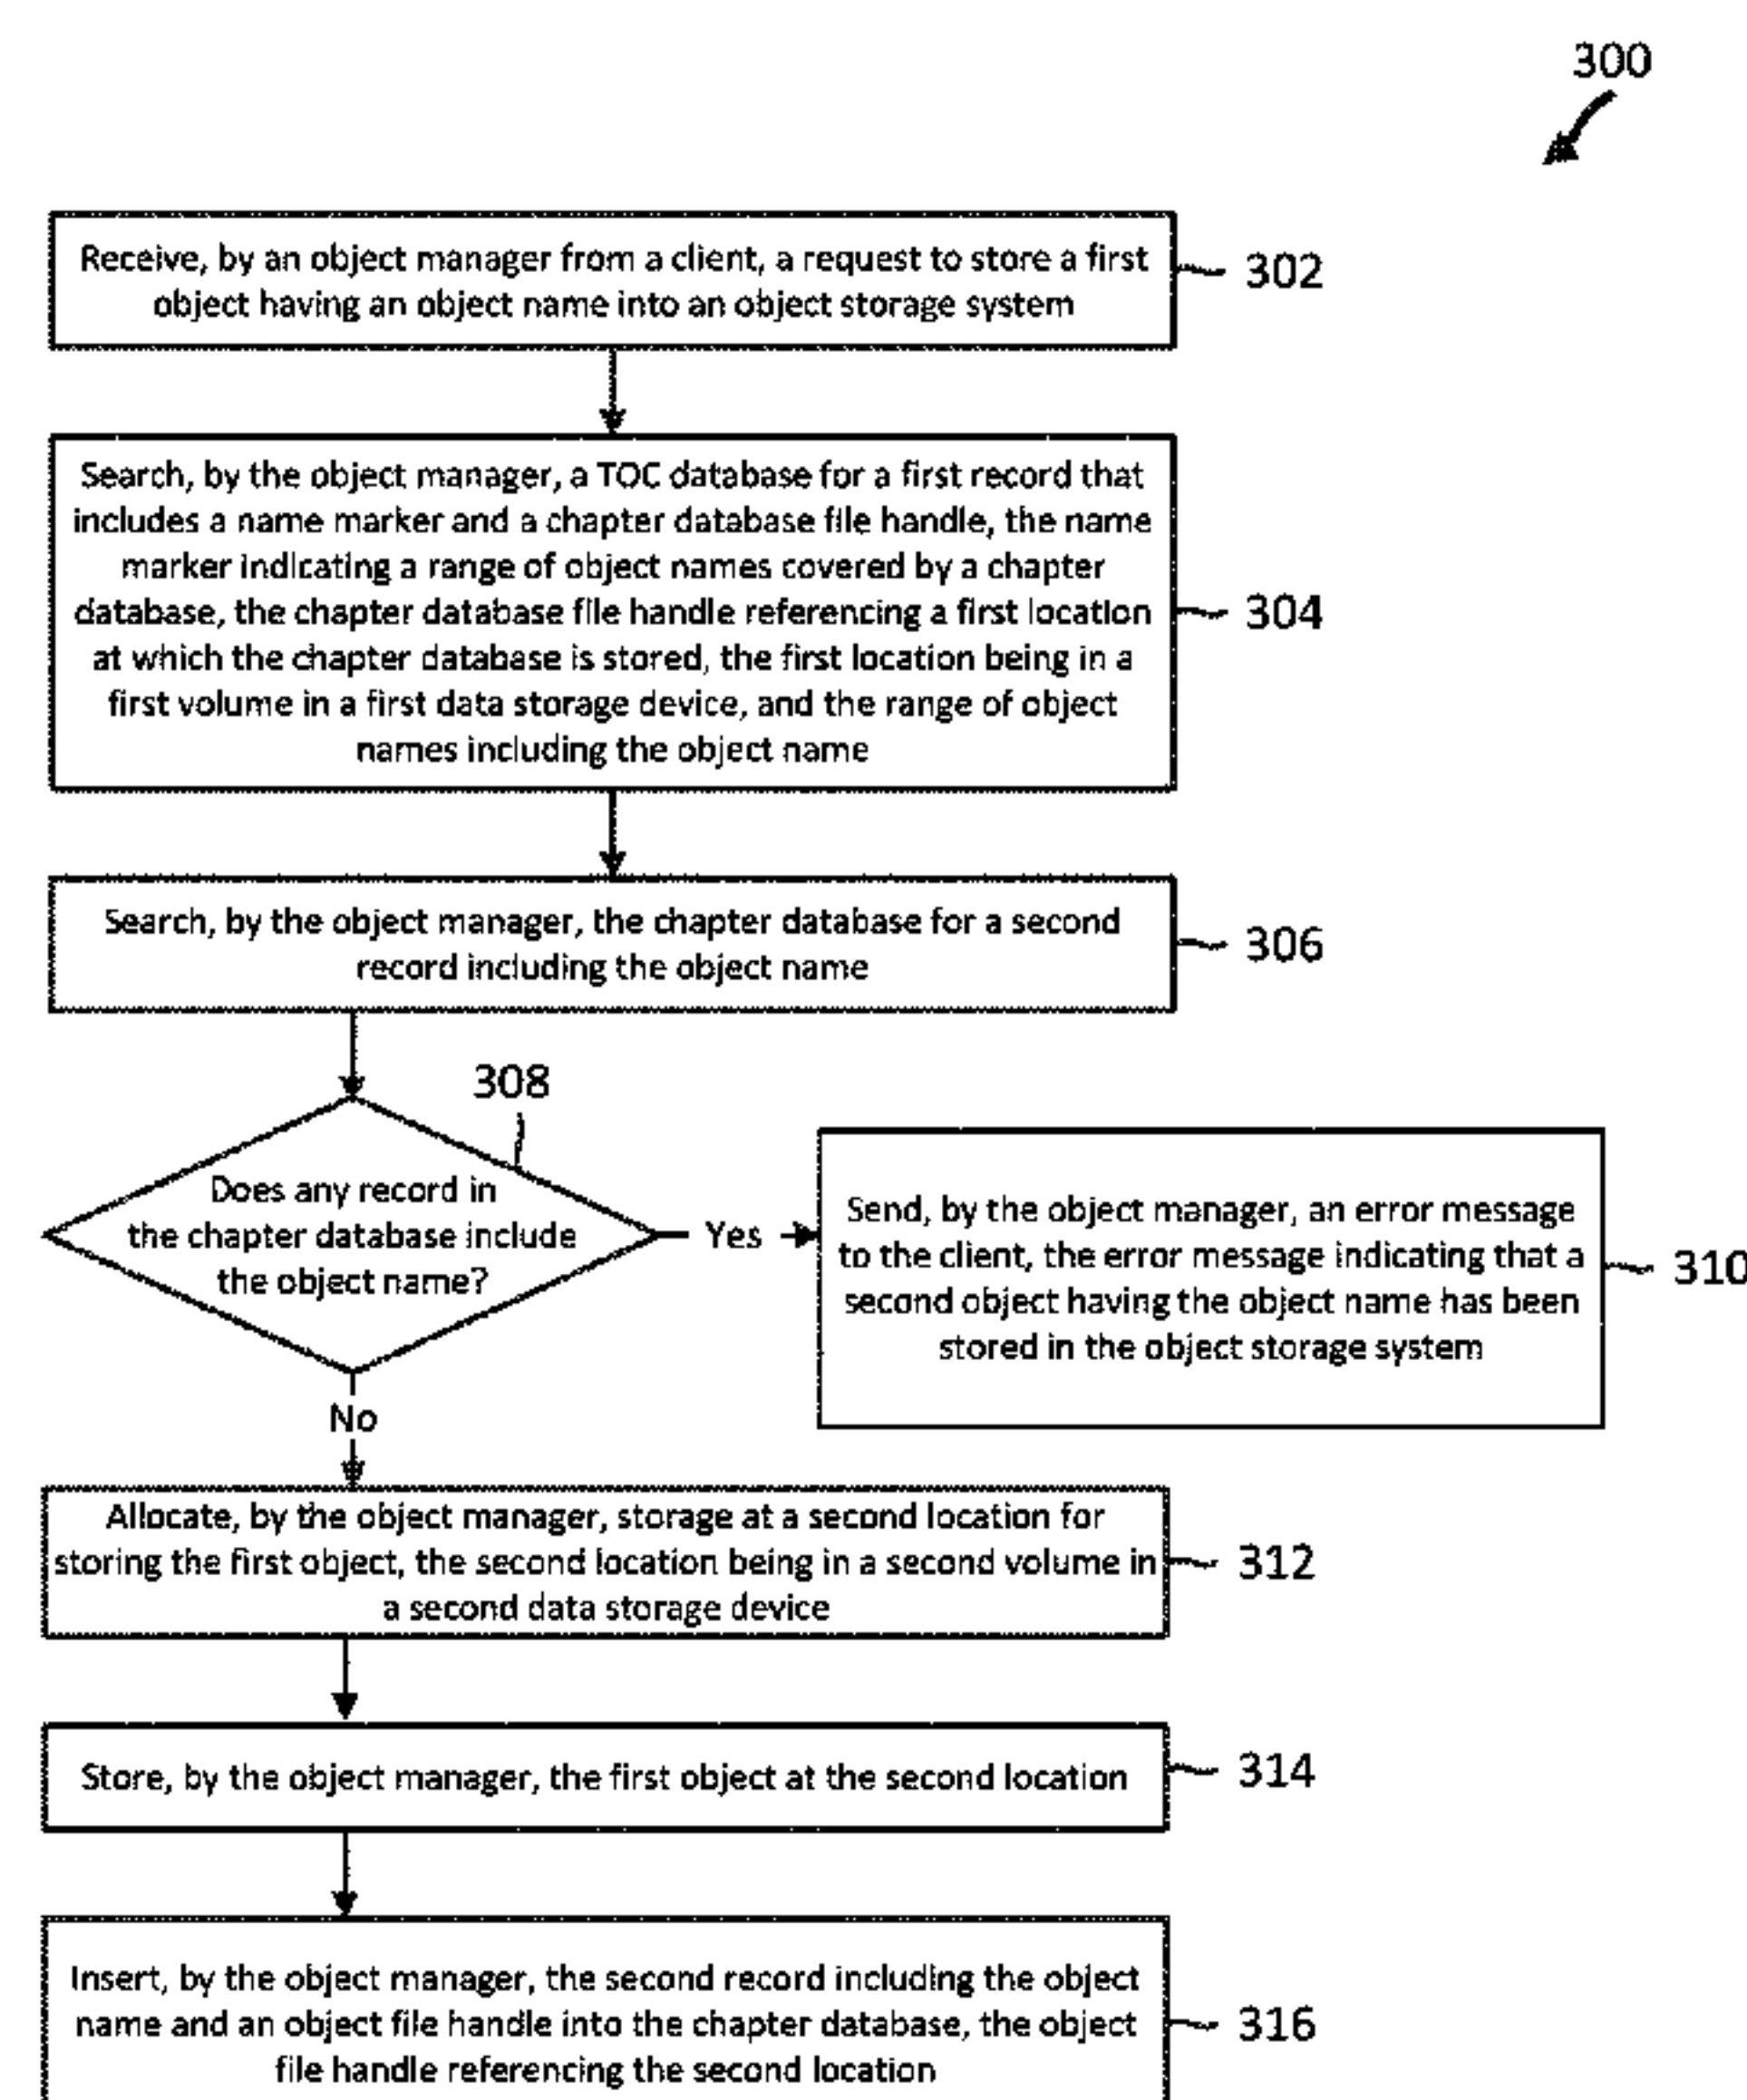 300
Receive, by an object manager from a client, a request to store a first
object having an object name into an object storage system
302
Search, by the object manager, a TOC database for a first record that
includes a name marker and a chapter database file handle, the name
marker indicating a range of object names covered by a chapter
database, the chapter database file handle referencing a first location
at which the chapter database is stored, the first location being in a
first volume in a first data storage device, and the range of object
names including the object name
304
Search, by the object manager, the chapter database for a second
record including the object name
306
308
Does any record in
the chapter database include
the object name?
Yes
Send, by the object manager, an error message
to the client, the error message indicating that a
second object having the object name has been
stored in the object storage system
310
No
Allocate, by the object manager, storage at a second location for
storing the first object, the second location being in a second volume in
a second data storage device
312
Store, by the object manager, the first object at the second location
314
Insert, by the object manager, the second record including the object
name and an object file handle into the chapter database, the object
file handle referencing the second location
316